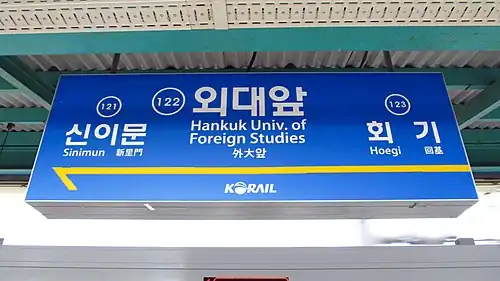 121
신이문
Sinimun 新里門
122 외대앞
Hankuk Univ. of
Foreign Studies
外大앞
123
회기
Hoegi 回基
KORAIL